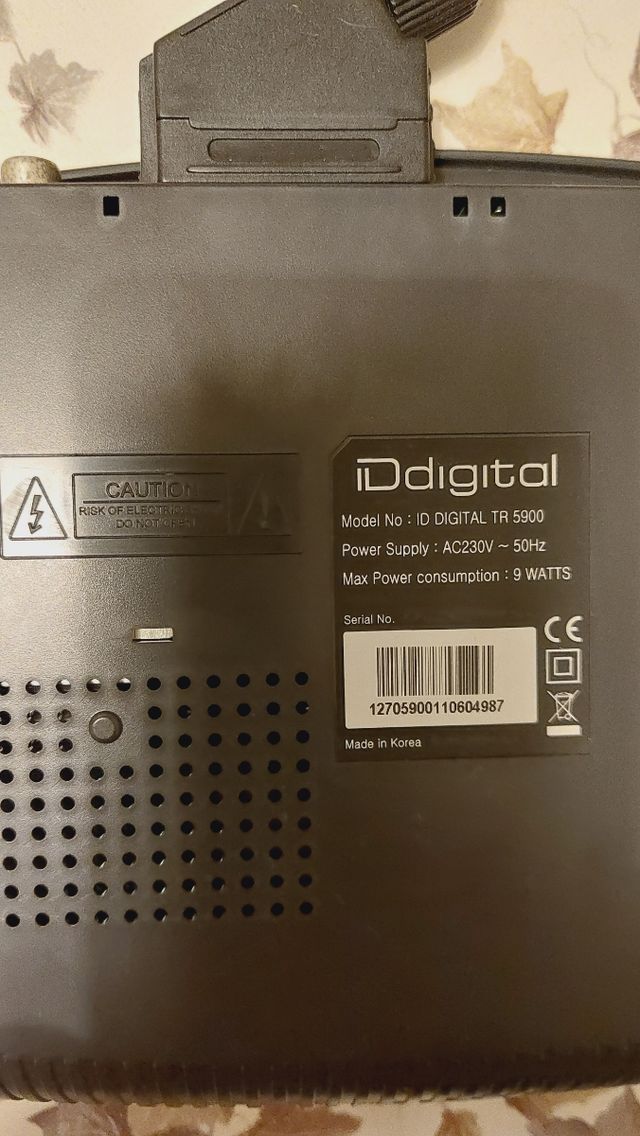 CAUTION
RISK OF ELECTRIC
DO NOT OPEN
iDdigital
Model No : ID DIGITAL TR 5900
Power Supply : AC230V ~ 50Hz
Max Power consumption : 9 WATTS
Serial No.
CE
12705900110604987
Made in Korea